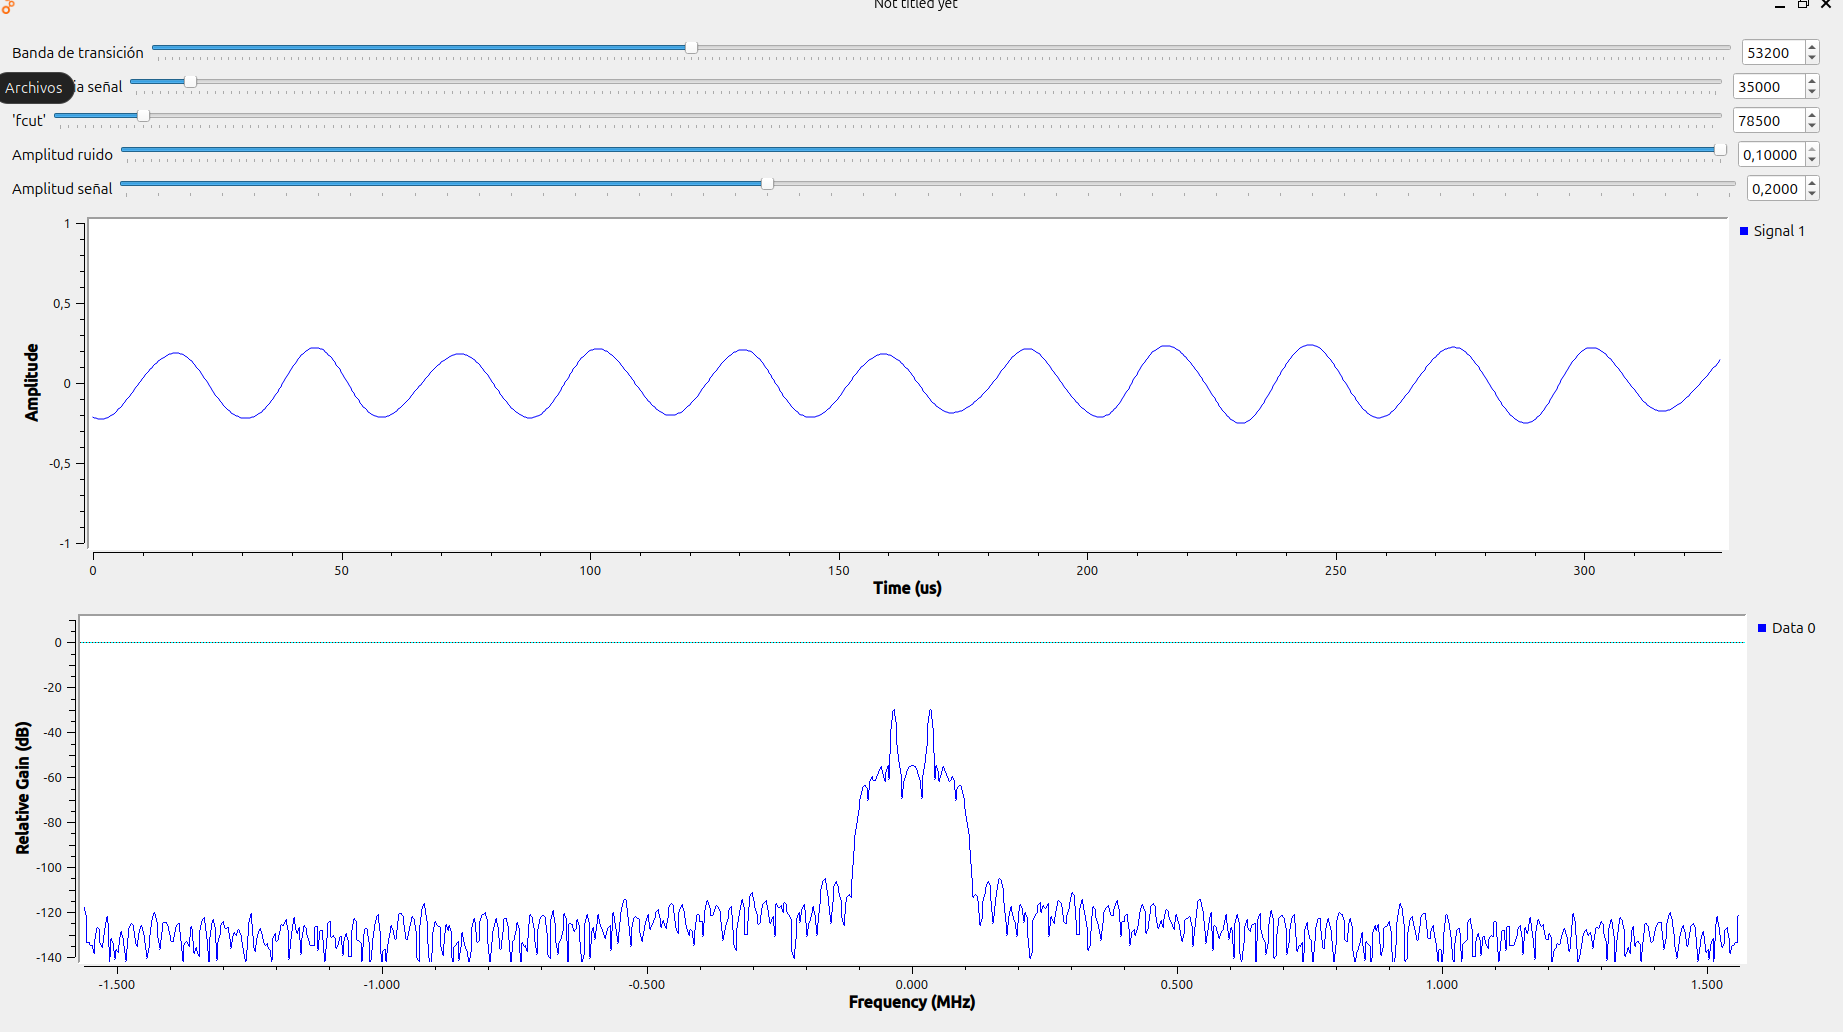 Not titled yet
Banda de transición 53200
Archivos ia señal 35000
'fcut' 78500
Amplitud ruido 0,10000
Amplitud señal 0,2000
Signal 1
1
0,5
0
-0,5
-1
Amplitude
0 50 100 150 200 250 300
Time (us)
Data 0
0
-20
-40
-60
-80
-100
-120
-140
Relative Gain (dB)
-1.500 -1.000 -0.500 0.000 0.500 1.000 1.500
Frequency (MHz)